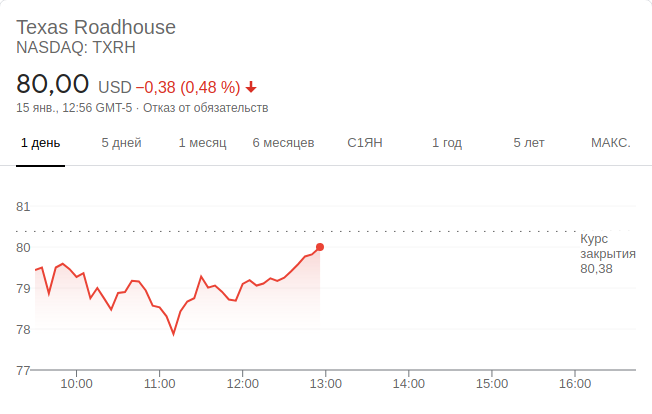 Texas Roadhouse
NASDAQ: TXRH
80,00 USD −0,38 (0,48 %)
15 янв., 12:56 GMT-5 · Отказ от обязательств
1 день 5 дней 1 месяц 6 месяцев С1ЯН 1 год 5 лет МАКС.
81
80
79
78
77
Курс
закрытия
80,38
10:00 11:00 12:00 13:00 14:00 15:00 16:00